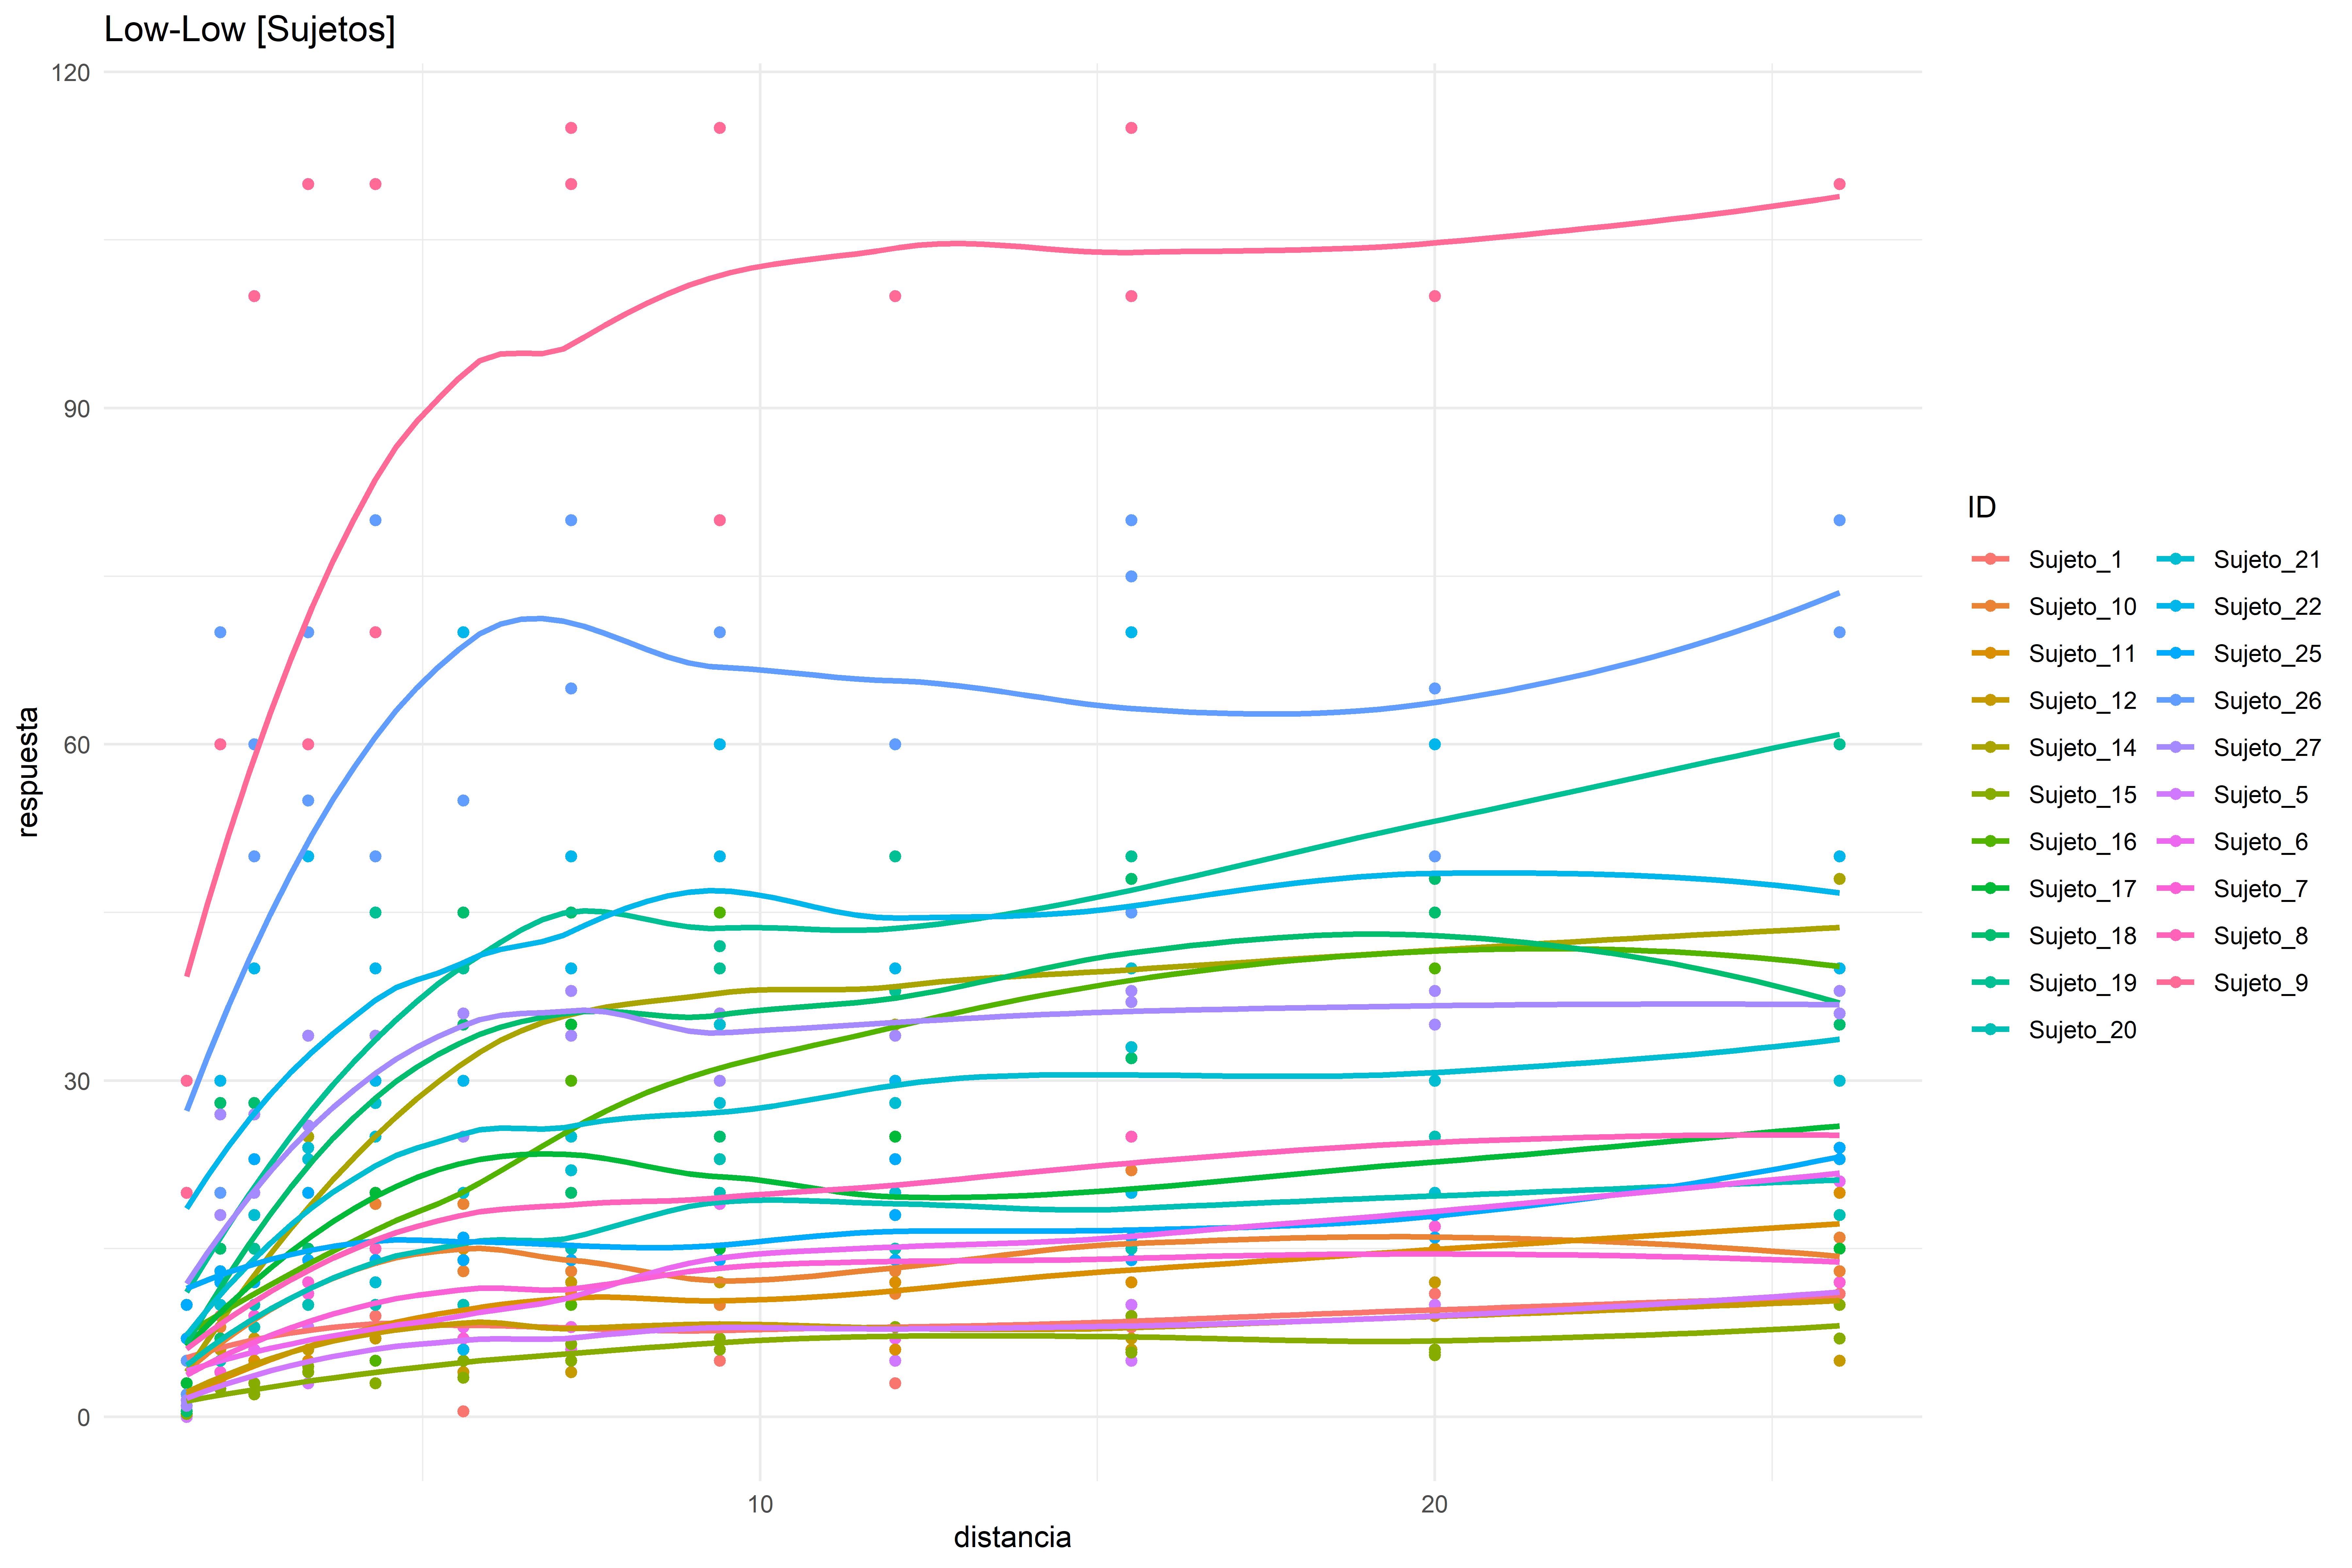 Low-Low [Sujetos]
120
90
60
30
0
respuesta
10
20
distancia
ID
Sujeto_1
Sujeto_10
Sujeto_11
Sujeto_12
Sujeto_14
Sujeto_15
Sujeto_16
Sujeto_17
Sujeto_18
Sujeto_19
Sujeto_20
Sujeto_21
Sujeto_22
Sujeto_25
Sujeto_26
Sujeto_27
Sujeto_5
Sujeto_6
Sujeto_7
Sujeto_8
Sujeto_9